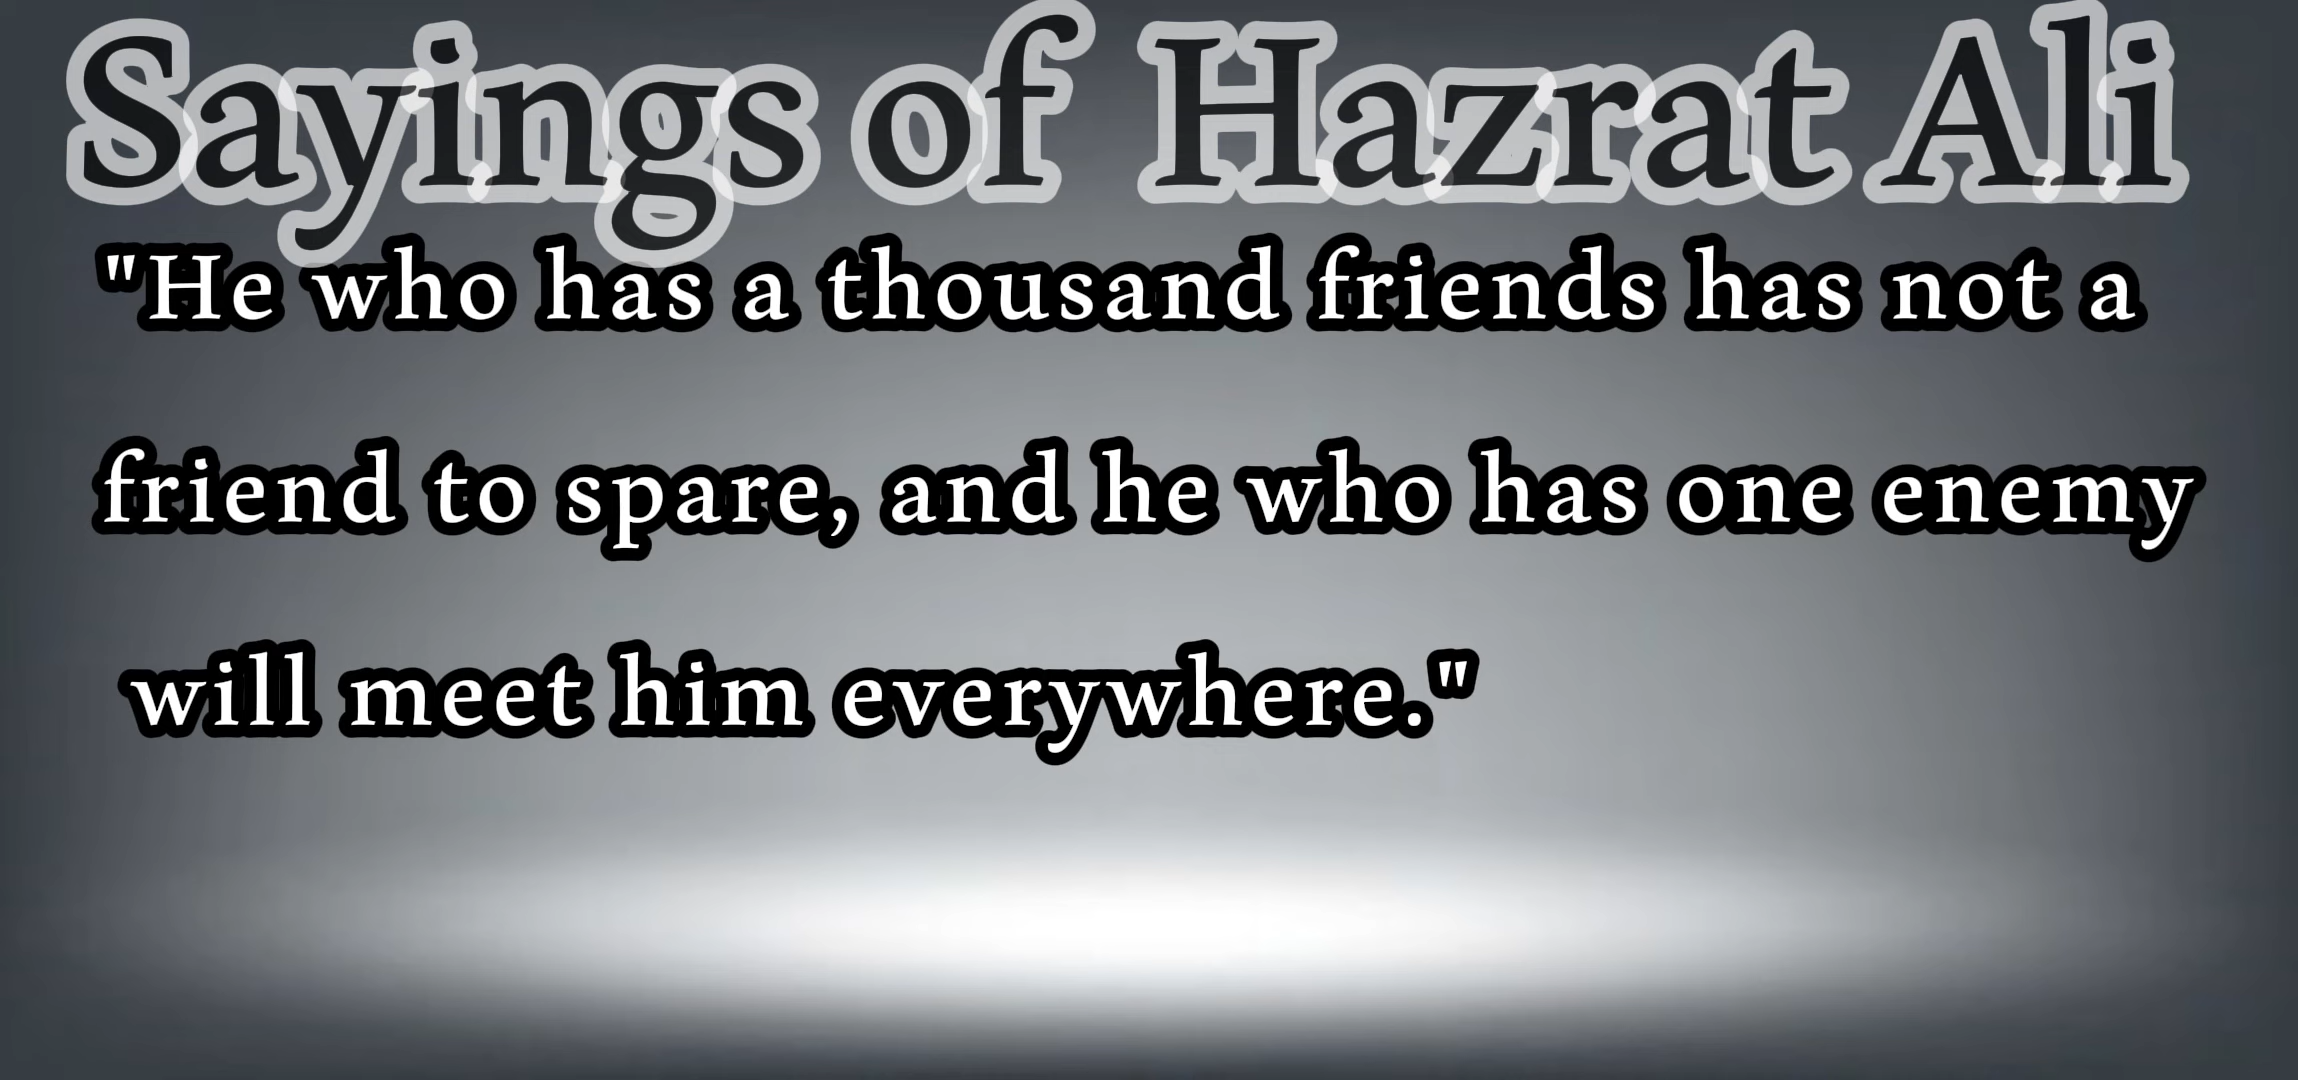 Sayings of Hazrat Ali
"He who has a thousand friends has not a
friend to spare, and he who has one enemy
will meet him everywhere."